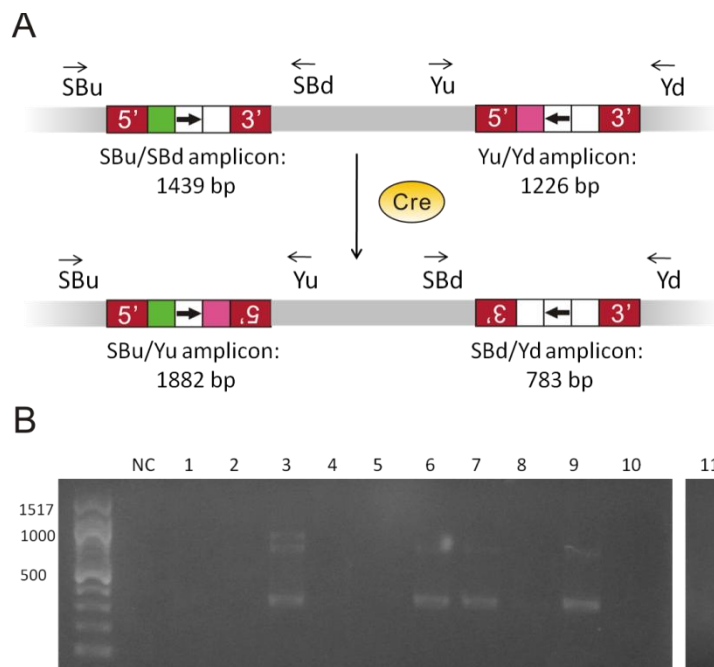 A
SBu SBd Yu Yd
5' 3' 5' 3'
SBu/SBd amplicon: Yu/Yd amplicon:
1439 bp 1226 bp
Cre
SBu Yu SBd Yd
5' 5' 3' 3'
SBu/Yu amplicon: SBd/Yd amplicon:
1882 bp 783 bp
B
NC 1 2 3 4 5 6 7 8 9 10 11
1517
1000
500